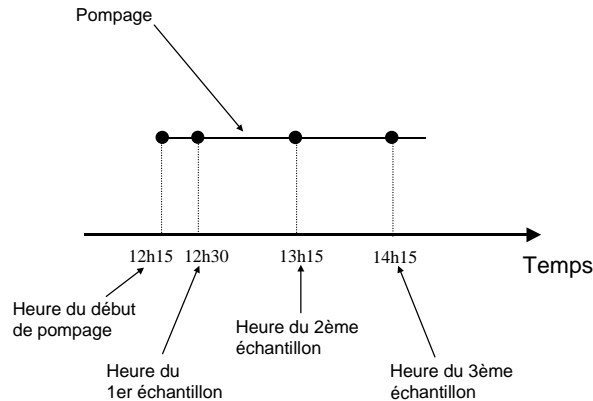 Pompage
12h15 12h30 13h15 14h15
Temps
Heure du début
de pompage
Heure du
1er échantillon
Heure du 2ème
échantillon
Heure du 3ème
échantillon